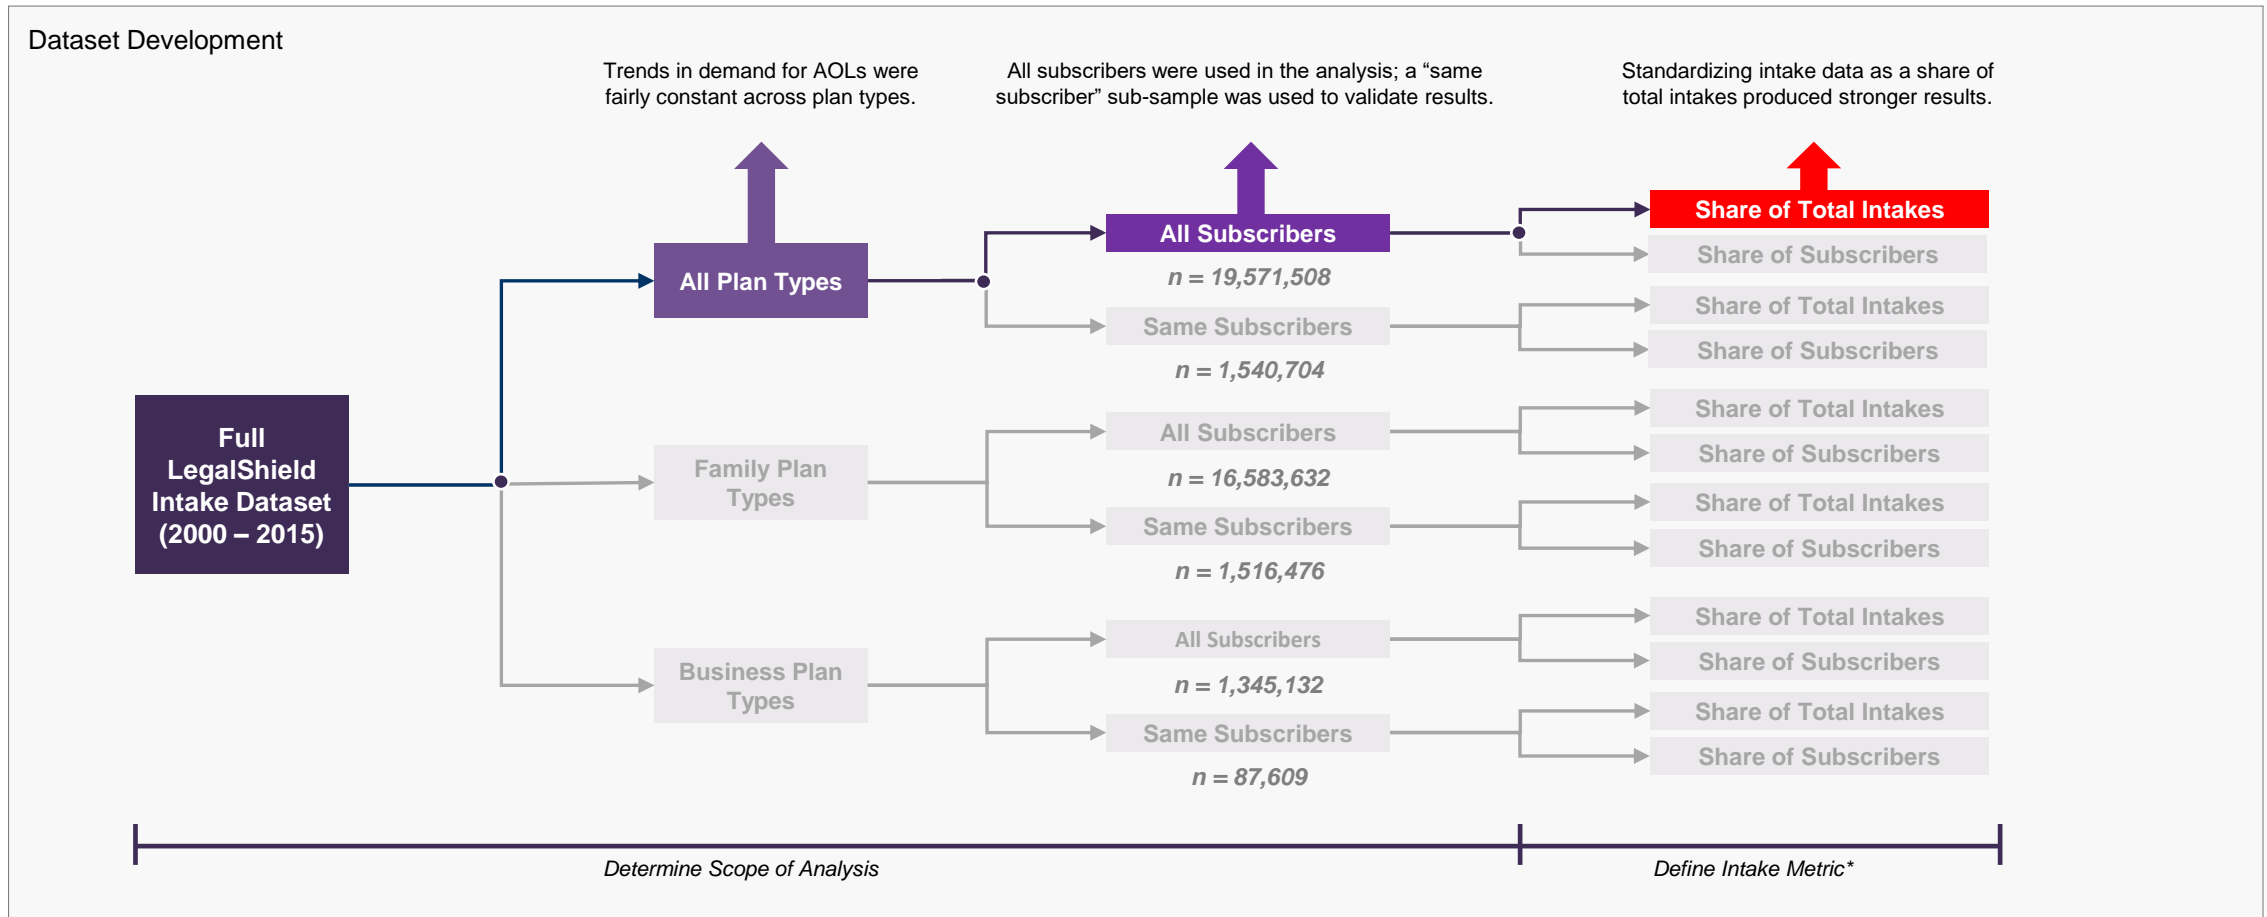 Dataset Development
Trends in demand for AOLs were
fairly constant across plan types.
All subscribers were used in the analysis; a “same
subscriber” sub-sample was used to validate results.
Standardizing intake data as a share of
total intakes produced stronger results.
Full
LegalShield
Intake Dataset
(2000 – 2015)
All Plan Types
Family Plan
Types
Business Plan
Types
All Subscribers
n = 19,571,508
Same Subscribers
n = 1,540,704
All Subscribers
n = 16,583,632
Same Subscribers
n = 1,516,476
All Subscribers
n = 1,345,132
Same Subscribers
n = 87,609
Share of Total Intakes
Share of Subscribers
Share of Total Intakes
Share of Subscribers
Share of Total Intakes
Share of Subscribers
Share of Total Intakes
Share of Subscribers
Share of Total Intakes
Share of Subscribers
Share of Total Intakes
Share of Subscribers
Determine Scope of Analysis
Define Intake Metric*